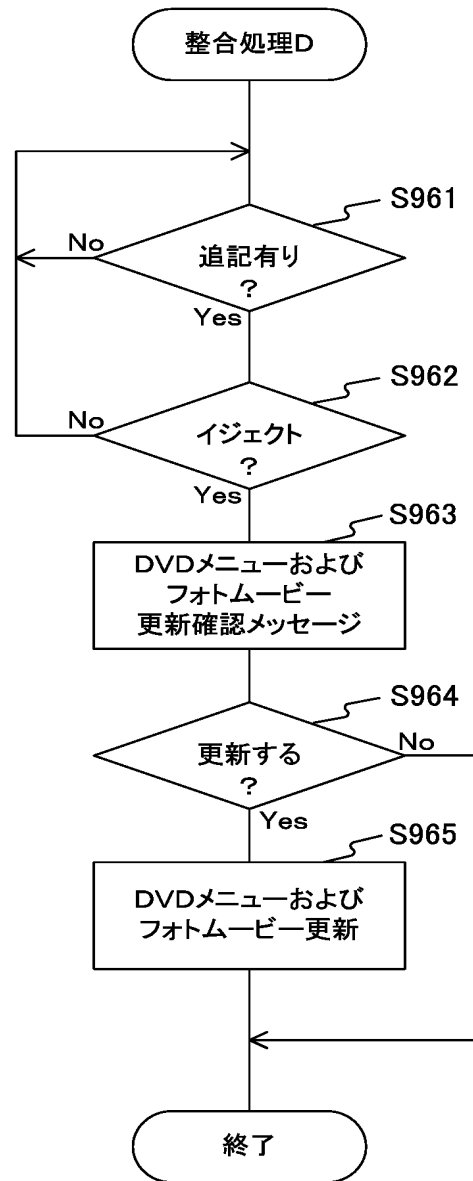 整合処理D
S961
No
追記有り
?
Yes
S962
No
イジェクト
?
Yes
S963
DVDメニューおよび
フォトムービー
更新確認メッセージ
S964
No
更新する
?
Yes
S965
DVDメニューおよび
フォトムービー更新
終了